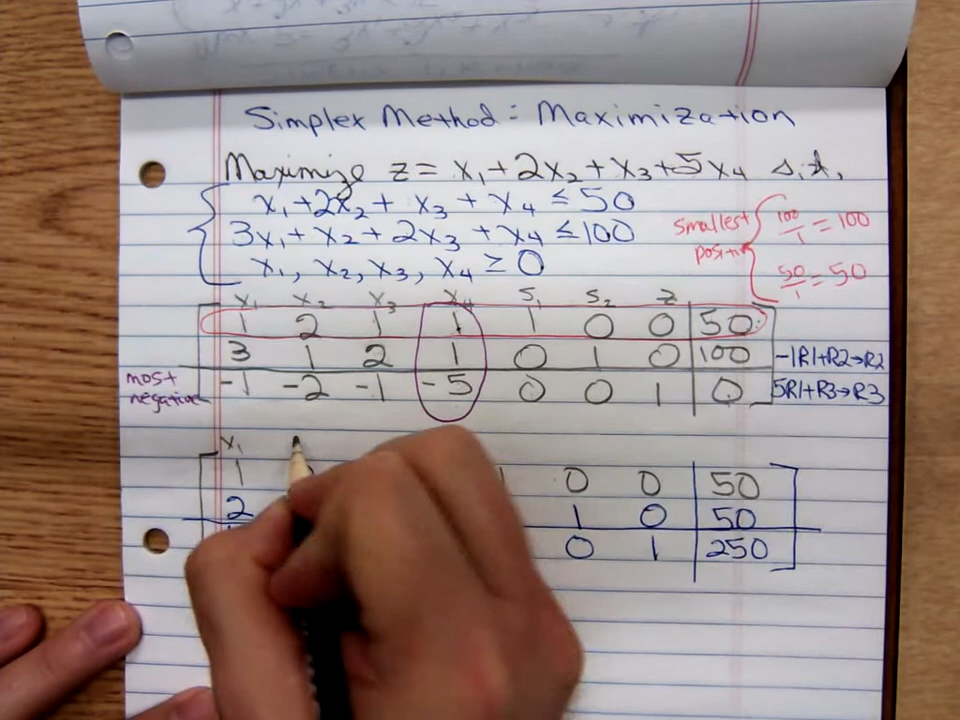 Simplex Method: Maximization
Maximize z = x₁ + 2x₂ + x₃ + 5x₄ s.t.
x₁ + 2x₂ + x₃ + x₄ ≤ 50
3x₁ + x₂ + 2x₃ + x₄ ≤ 100
x₁, x₂, x₃, x₄ ≥ 0
smallest
positive
100/1 = 100
50/1 = 50
x₁ x₂ x₃ x₄ S₁ S₂ z
1 2 1 1 1 0 0 50
3 1 2 1 0 1 0 100 -1R1+R2→R2
most
negative
-1 -2 -1 -5 0 0 1 0 5R1+R3→R3
x₁
1 0 0 50
2 1 0 50
0 1 250